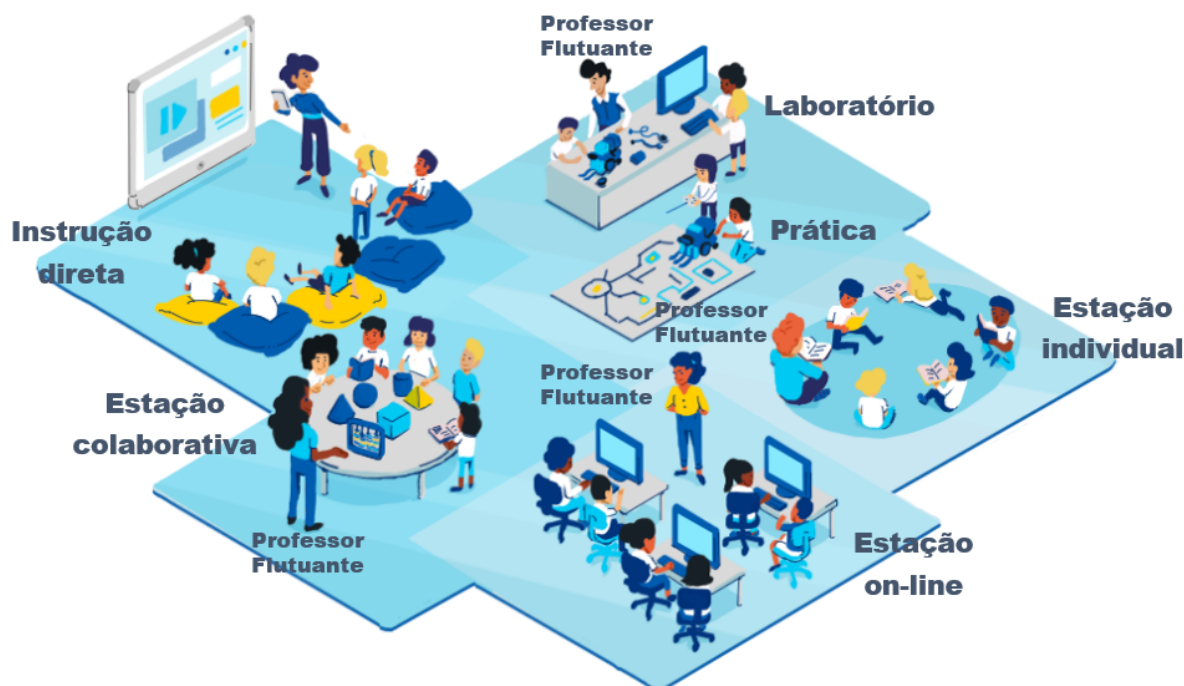 Professor
Flutuante
Laboratório
Instrução
direta
Prática
Professor
Flutuante
Estação
individual
Professor
Flutuante
Estação
colaborativa
Professor
Flutuante
Estação
on-line